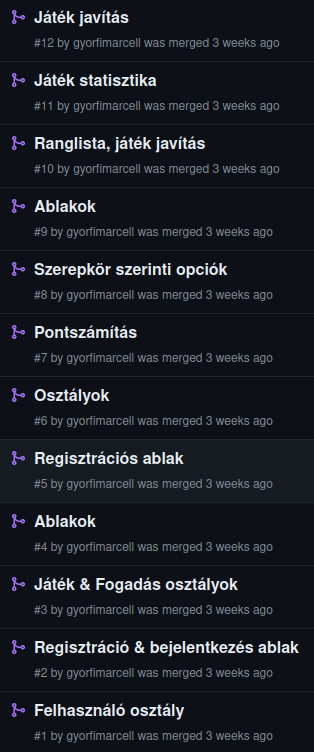 Játék javítás
#12 by gyorfimarcell was merged 3 weeks ago
Játék statisztika
#11 by gyorfimarcell was merged 3 weeks ago
Ranglista, játék javítás
#10 by gyorfimarcell was merged 3 weeks ago
Ablakok
#9 by gyorfimarcell was merged 3 weeks ago
Szerepkör szerinti opciók
#8 by gyorfimarcell was merged 3 weeks ago
Pontszámítás
#7 by gyorfimarcell was merged 3 weeks ago
Osztályok
#6 by gyorfimarcell was merged 3 weeks ago
Regisztrációs ablak
#5 by gyorfimarcell was merged 3 weeks ago
Ablakok
#4 by gyorfimarcell was merged 3 weeks ago
Játék & Fogadás osztályok
#3 by gyorfimarcell was merged 3 weeks ago
Regisztráció & bejelentkezés ablak
#2 by gyorfimarcell was merged 3 weeks ago
Felhasználó osztály
#1 by gyorfimarcell was merged 3 weeks ago